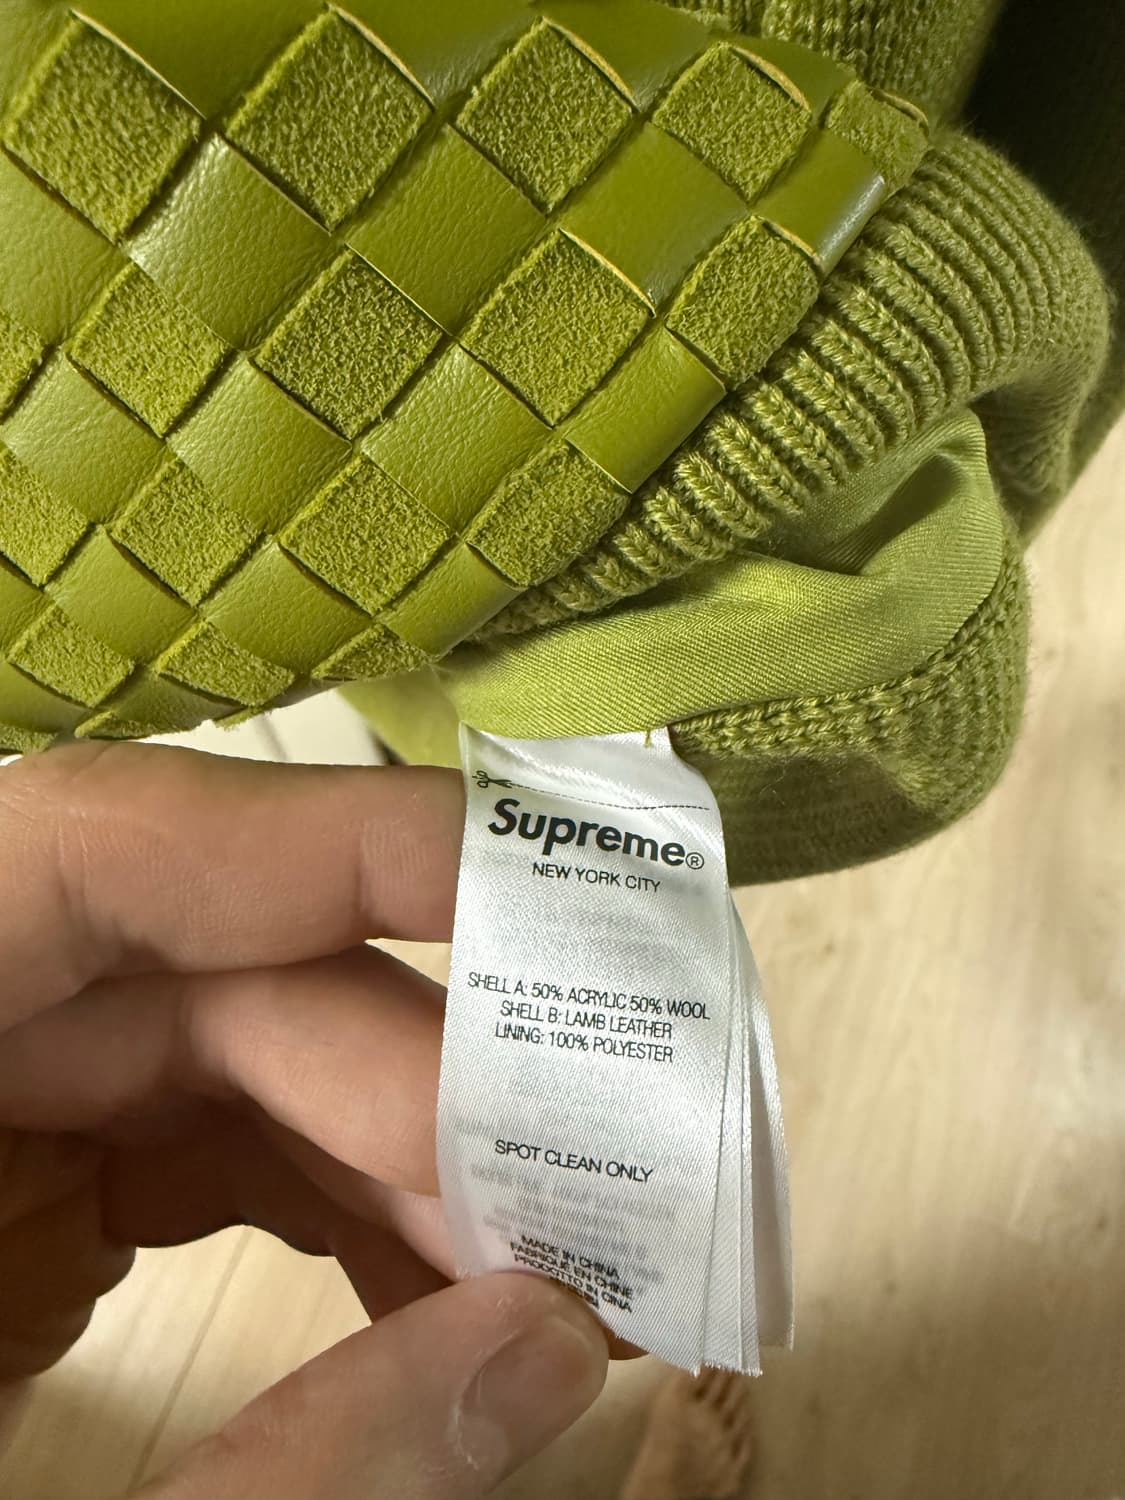 Supreme®
NEW YORK CITY
SHELL A: 50% ACRYLIC 50% WOOL
SHELL B: LAMB LEATHER
LINING: 100% POLYESTER
SPOT CLEAN ONLY
MADE IN CHINA
FABRIQUÉ EN CHINE
PRODOTTO IN CINA